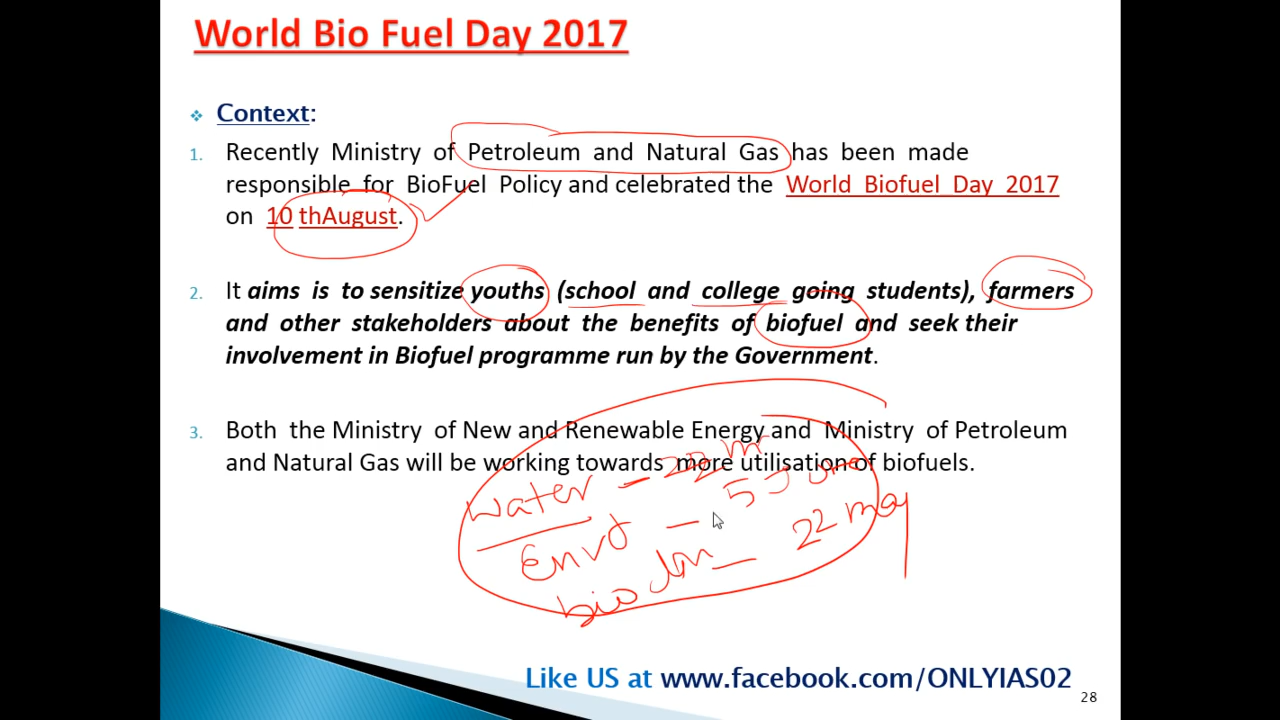 World Bio Fuel Day 2017
Context:
1. Recently Ministry of Petroleum and Natural Gas has been made
responsible for BioFuel Policy and celebrated the World Biofuel Day 2017
on 10 thAugust.
2. It aims is to sensitize youths (school and college going students), farmers
and other stakeholders about the benefits of biofuel and seek their
involvement in Biofuel programme run by the Government.
3. Both the Ministry of New and Renewable Energy and Ministry of Petroleum
and Natural Gas will be working towards more utilisation of biofuels.
Water - 22
Envt - 5 June
bio - 22 may
Like US at www.facebook.com/ONLYIAS02
28